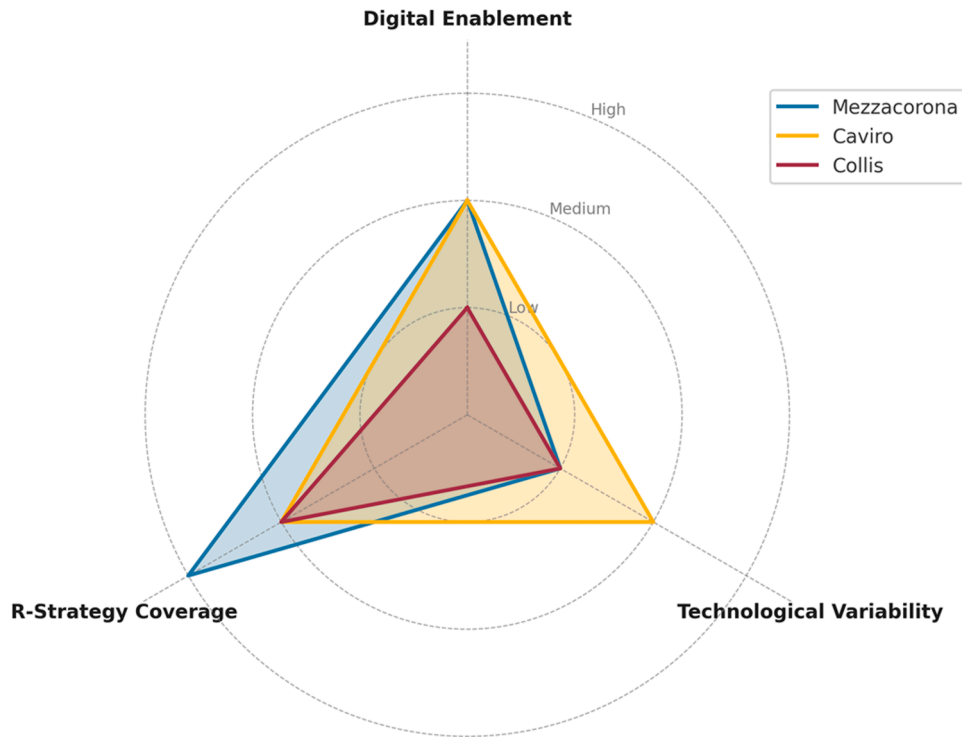 Digital Enablement
High
Medium
Low
Mezzacorona
Caviro
Collis
R-Strategy Coverage
Technological Variability